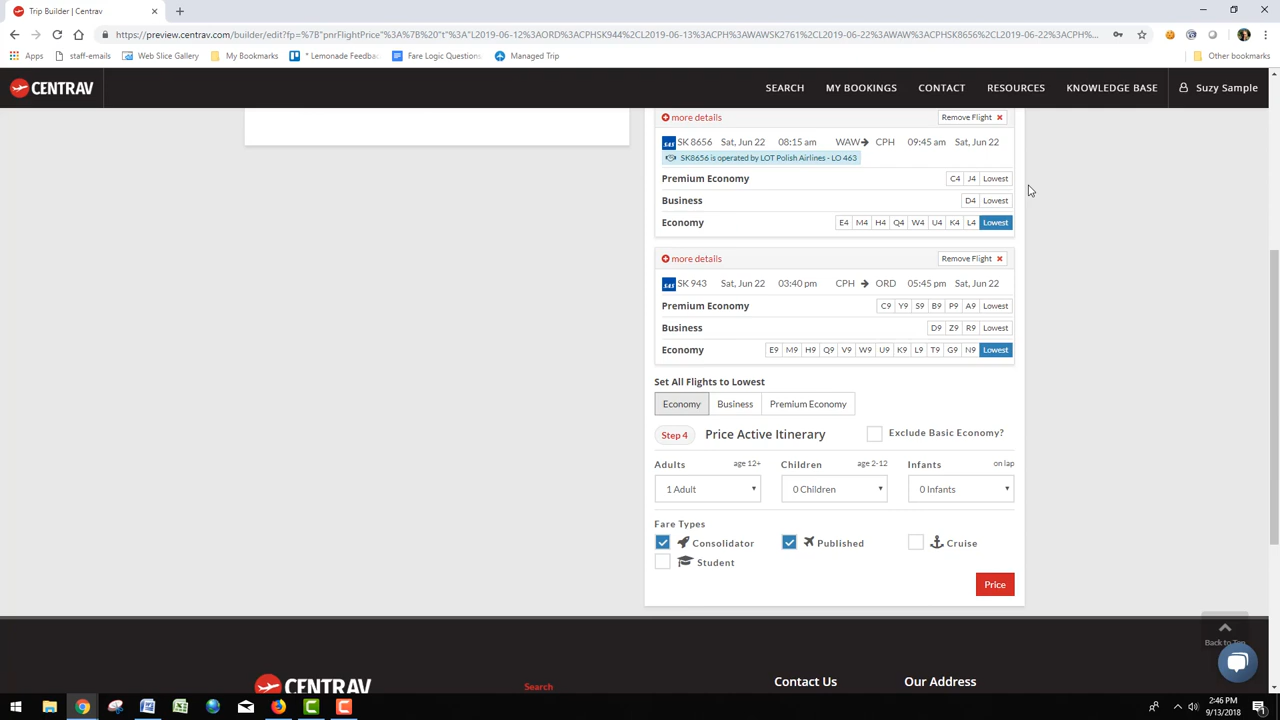 Trip Builder | Centrav
https://preview.centrav.com/builder/edit?fp=%7B"pnrFlightPrice"%3A%7B%20"t"%3A"L2019-06-12%3AORD%3ACPHSK944%2CL2019-06-13%3ACPH%3AWAWSK2761%2CL2019-06-22%3AWAW%3ACPHSK8656%2CL2019-06-22%3ACPH%3A...
Apps
staff-emails
Web Slice Gallery
My Bookmarks
* Lemonade Feedba
Fare Logic Questions
Managed Trip
Other bookmarks
CENTRAV
SEARCH
MY BOOKINGS
CONTACT
RESOURCES
KNOWLEDGE BASE
Suzy Sample
more details
Remove Flight ×
SAS SK 8656 Sat, Jun 22 08:15 am WAW CPH 09:45 am Sat, Jun 22
SK8656 is operated by LOT Polish Airlines - LO 463
Premium Economy C4 J4 Lowest
Business D4 Lowest
Economy E4 M4 H4 Q4 W4 U4 K4 L4 Lowest
more details
Remove Flight ×
SAS SK 943 Sat, Jun 22 03:40 pm CPH ORD 05:45 pm Sat, Jun 22
Premium Economy C9 Y9 S9 B9 P9 A9 Lowest
Business D9 Z9 R9 Lowest
Economy E9 M9 H9 Q9 V9 W9 U9 K9 L9 T9 G9 N9 Lowest
Set All Flights to Lowest
Economy Business Premium Economy
Step 4 Price Active Itinerary Exclude Basic Economy?
Adults age 12+ Children age 2-12 Infants on lap
1 Adult 0 Children 0 Infants
Fare Types
Consolidator Published Cruise
Student
Price
Back to Top
CENTRAV
Search
Contact Us
Our Address
2:46 PM
9/13/2018